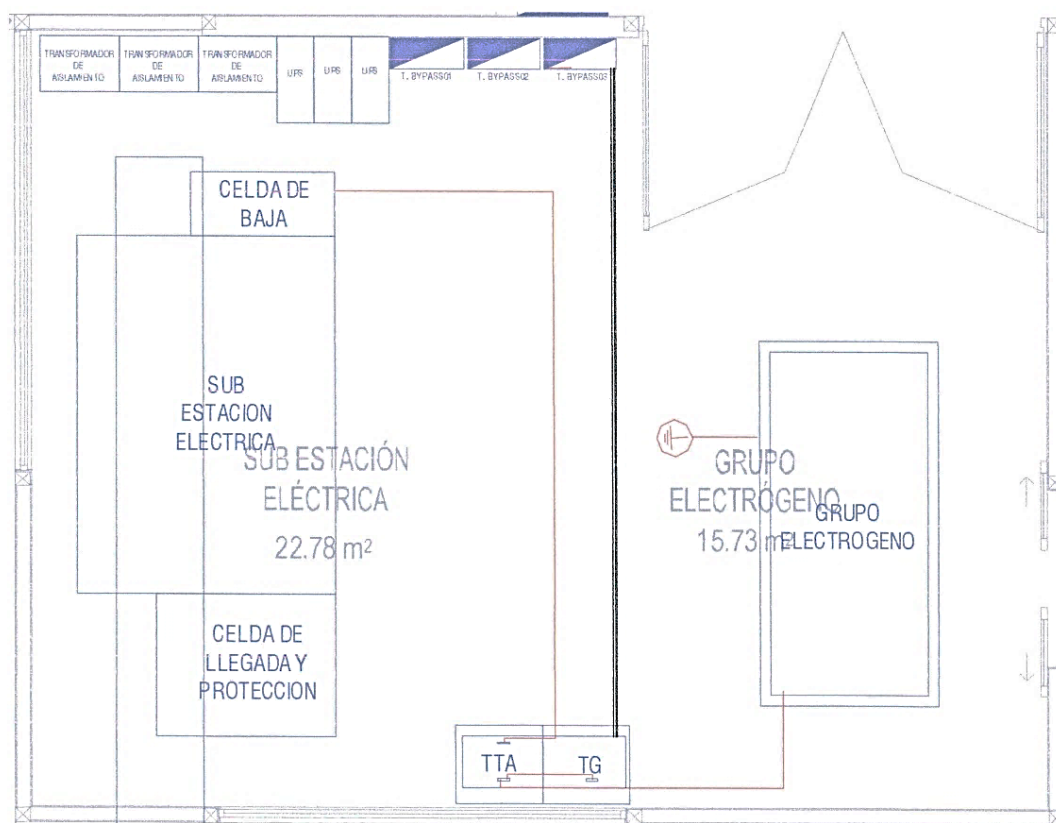 TRANSFORMADOR
DE
AISLAMIENTO
TRANSFORMADOR
DE
AISLAMIENTO
TRANSFORMADOR
DE
AISLAMIENTO
UPS
UPS
UPS
T. BYPASS01
T. BYPASS02
T. BYPASS03
CELDA DE
BAJA
SUB
ESTACION
ELECTRICA
SUB ESTACIÓN
ELÉCTRICA
22.78 m²
GRUPO
ELECTRÓGENO
15.73 m²
GRUPO
ELECTROGENO
CELDA DE
LLEGADA Y
PROTECCION
TTA
TG